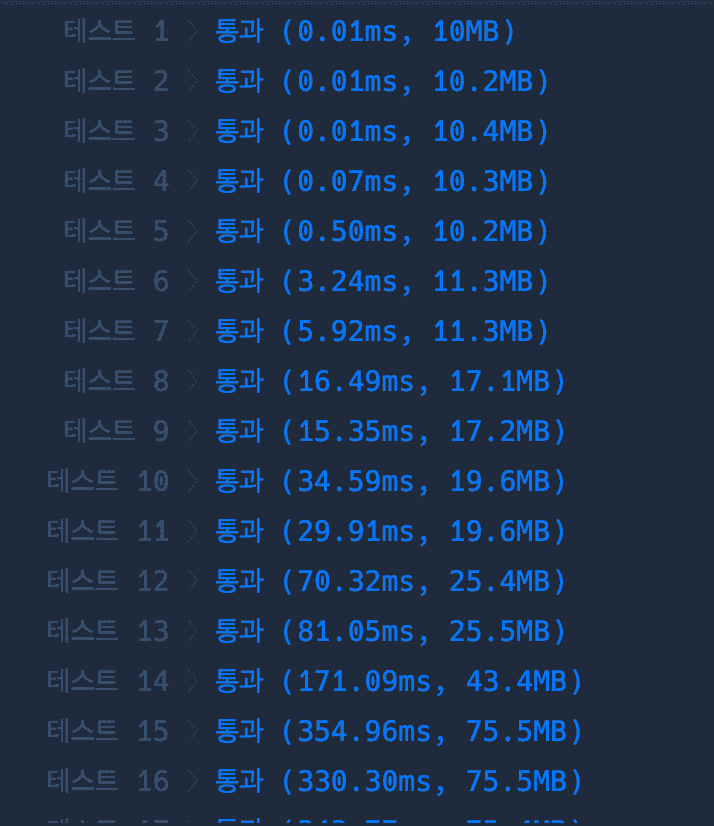 테스트 1 > 통과 (0.01ms, 10MB)
테스트 2 > 통과 (0.01ms, 10.2MB)
테스트 3 > 통과 (0.01ms, 10.4MB)
테스트 4 > 통과 (0.07ms, 10.3MB)
테스트 5 > 통과 (0.50ms, 10.2MB)
테스트 6 > 통과 (3.24ms, 11.3MB)
테스트 7 > 통과 (5.92ms, 11.3MB)
테스트 8 > 통과 (16.49ms, 17.1MB)
테스트 9 > 통과 (15.35ms, 17.2MB)
테스트 10 > 통과 (34.59ms, 19.6MB)
테스트 11 > 통과 (29.91ms, 19.6MB)
테스트 12 > 통과 (70.32ms, 25.4MB)
테스트 13 > 통과 (81.05ms, 25.5MB)
테스트 14 > 통과 (171.09ms, 43.4MB)
테스트 15 > 통과 (354.96ms, 75.5MB)
테스트 16 > 통과 (330.30ms, 75.5MB)